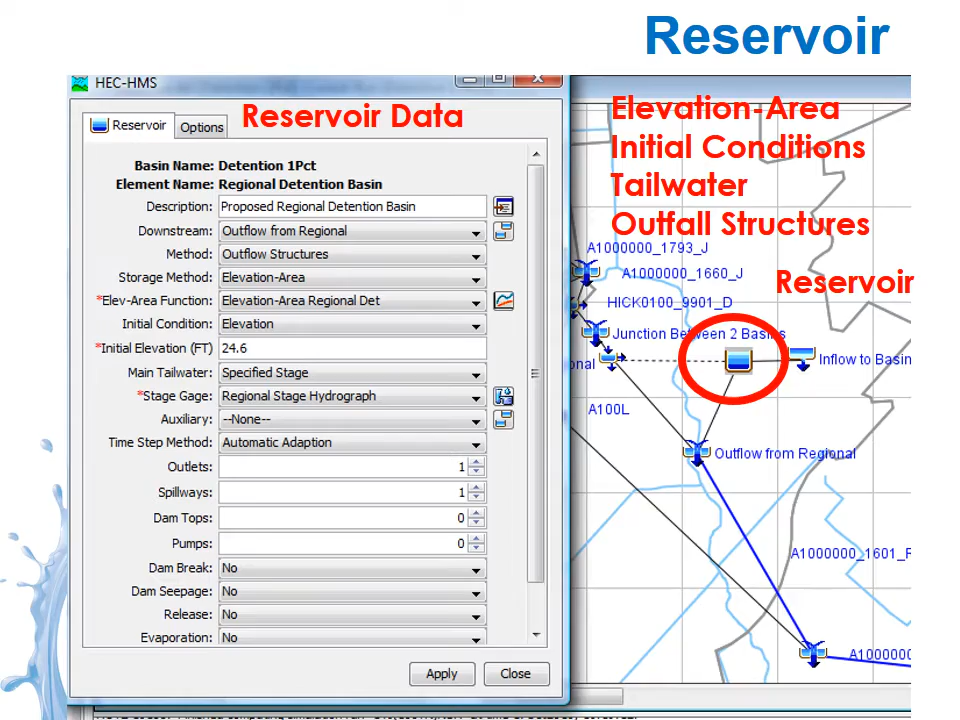 Reservoir
HEC-HMS
Reservoir
Options
Reservoir Data
Basin Name: Detention 1Pct
Element Name: Regional Detention Basin
Description: Proposed Regional Detention Basin
Downstream: Outflow from Regional
Method: Outflow Structures
Storage Method: Elevation-Area
*Elev-Area Function: Elevation-Area Regional Det
Initial Condition: Elevation
*Initial Elevation (FT) 24.6
Main Tailwater: Specified Stage
*Stage Gage: Regional Stage Hydrograph
Auxiliary: --None--
Time Step Method: Automatic Adaption
Outlets: 1
Spillways: 1
Dam Tops: 0
Pumps: 0
Dam Break: No
Dam Seepage: No
Release: No
Evaporation: No
Apply
Close
Elevation-Area
Initial Conditions
Tailwater
Outfall Structures
A1000000_1793_J
A1000000_1660_J
Reservoir
HICK0100_9901_D
Junction Between 2 Basins
onal
Inflow to Basin
A100L
Outflow from Regional
A1000000_1601_R
A100000